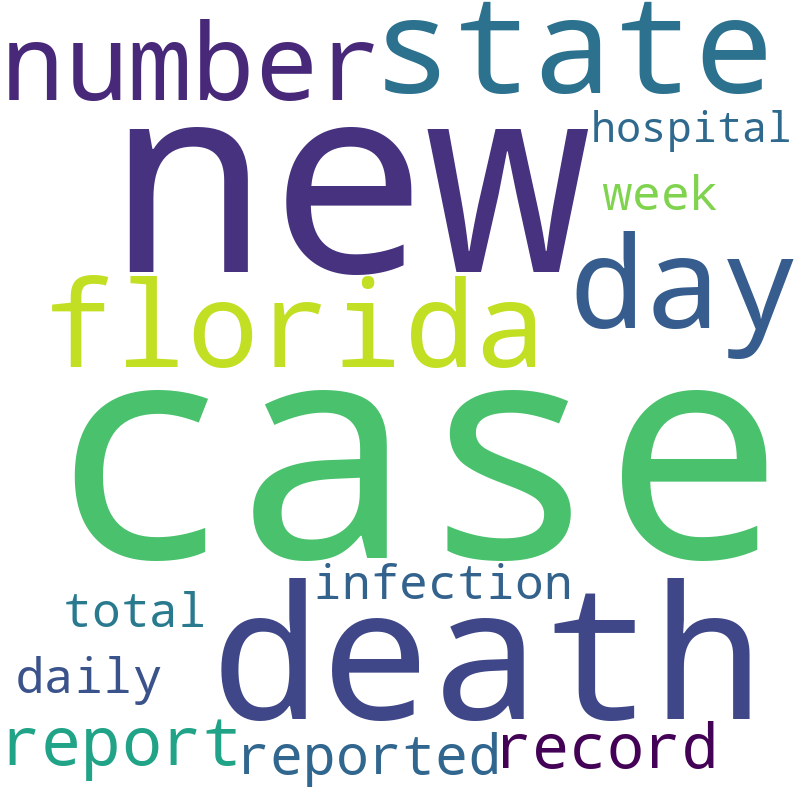 number state
new hospital
week
florida day
case
infection
total death
daily
report reported record